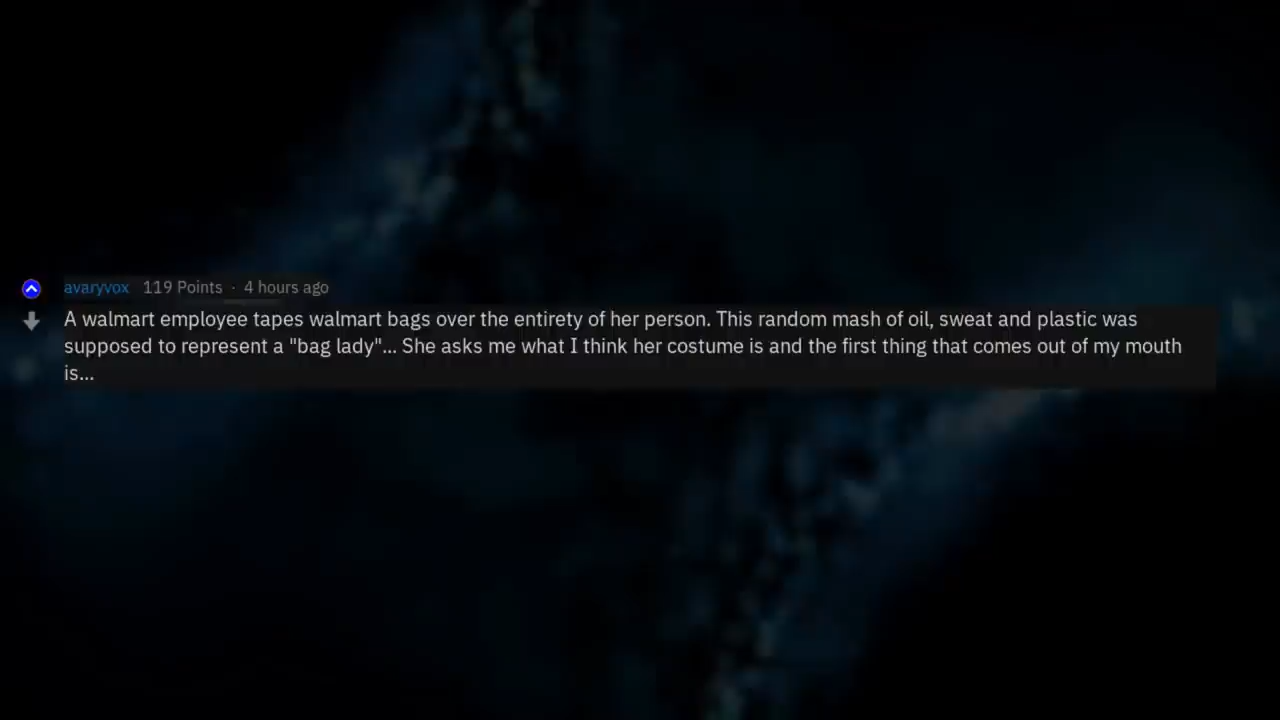 avaryvox 119 Points · 4 hours ago
A walmart employee tapes walmart bags over the entirety of her person. This random mash of oil, sweat and plastic was
supposed to represent a "bag lady"... She asks me what I think her costume is and the first thing that comes out of my mouth
is...